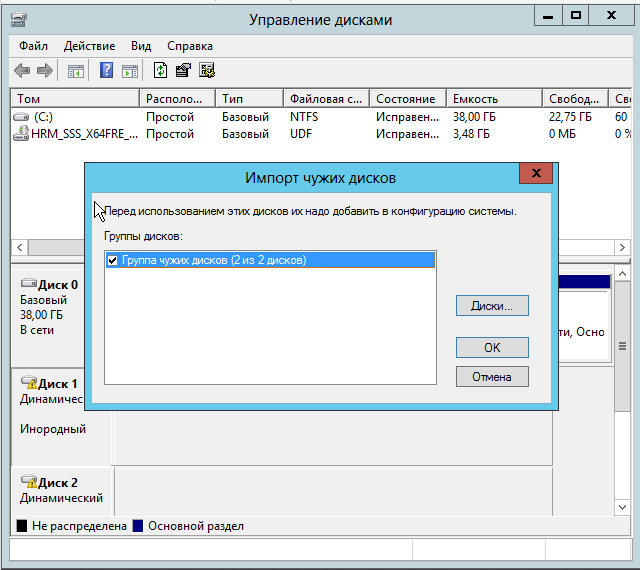 Управление дисками
Файл Действие Вид Справка
Том Располо... Тип Файловая с... Состояние Емкость Свобод... Сво
(C:) Простой Базовый NTFS Исправен... 38,00 ГБ 22,75 ГБ 60
HRM_SSS_X64FRE_... Простой Базовый UDF Исправен... 3,48 ГБ 0 МБ 0 %
Импорт чужих дисков
Перед использованием этих дисков их надо добавить в конфигурацию системы.
Группы дисков:
Группа чужих дисков (2 из 2 дисков)
Диски...
OK
Отмена
Диск 0
Базовый
38,00 ГБ
В сети
ти, Осно
Диск 1
Динамичес
Инородный
Диск 2
Динамический
Не распределена Основной раздел